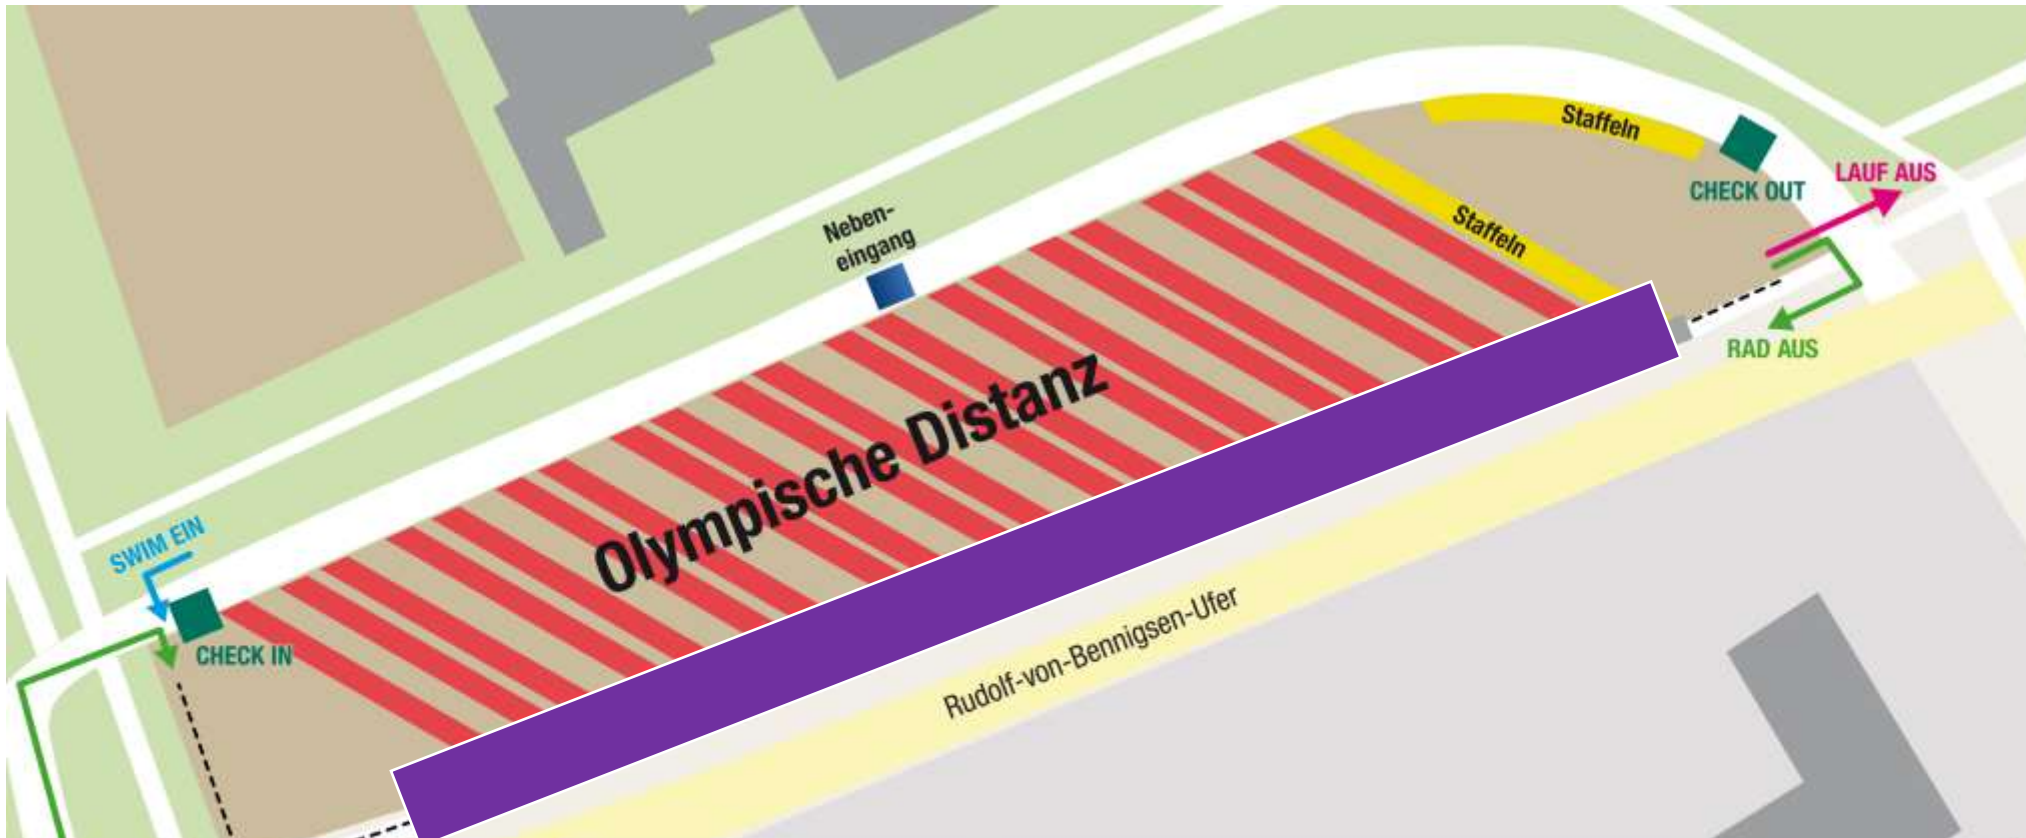 Staffeln
LAUF AUS
CHECK OUT
Neben-
eingang
Staffeln
RAD AUS
Olympische Distanz
SWIM EIN
CHECK IN
Rudolf-von-Bennigsen-Ufer